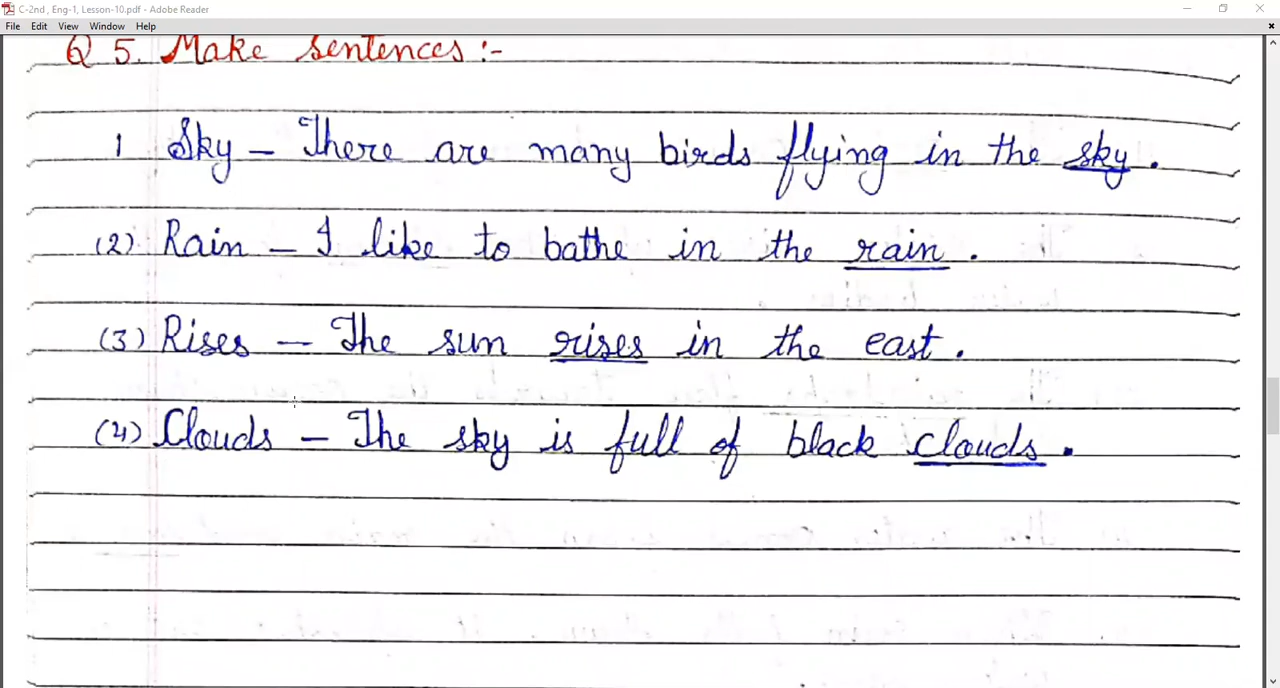 C-2nd , Eng-1, Lesson-10.pdf - Adobe Reader
File Edit View Window Help
Q 5. Make sentences :-
1 Sky - There are many birds flying in the sky.
(2) Rain - I like to bathe in the rain.
(3) Rises - The sun rises in the east.
(4) Clouds - The sky is full of black clouds.